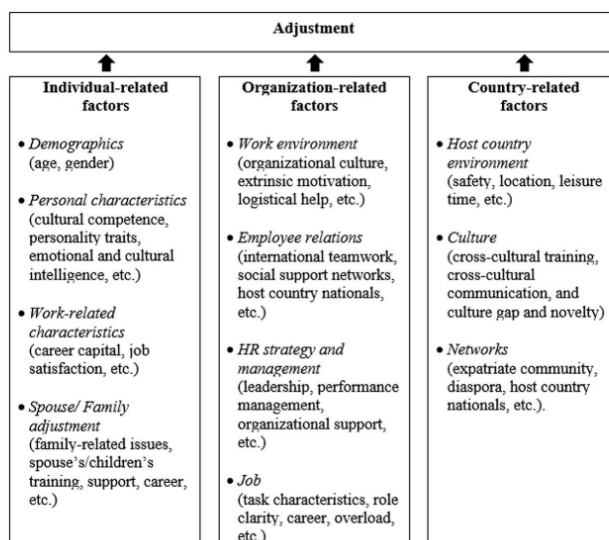 Adjustment
Individual-related
factors
• Demographics
(age, gender)
• Personal characteristics
(cultural competence,
personality traits,
emotional and cultural
intelligence, etc.)
• Work-related
characteristics
(career capital, job
satisfaction, etc.)
• Spouse/ Family
adjustment
(family-related issues,
spouse's/children's
training, support, career,
etc.)
Organization-related
factors
• Work environment
(organizational culture,
extrinsic motivation,
logistical help, etc.)
• Employee relations
(international teamwork,
social support networks,
host country nationals,
etc.)
• HR strategy and
management
(leadership, performance
management,
organizational support,
etc.)
• Job
(task characteristics, role
clarity, career, overload,
etc.)
Country-related
factors
• Host country
environment
(safety, location, leisure
time, etc.)
• Culture
(cross-cultural training,
cross-cultural
communication, and
culture gap and novelty)
• Networks
(expatriate community,
diaspora, host country
nationals, etc.).